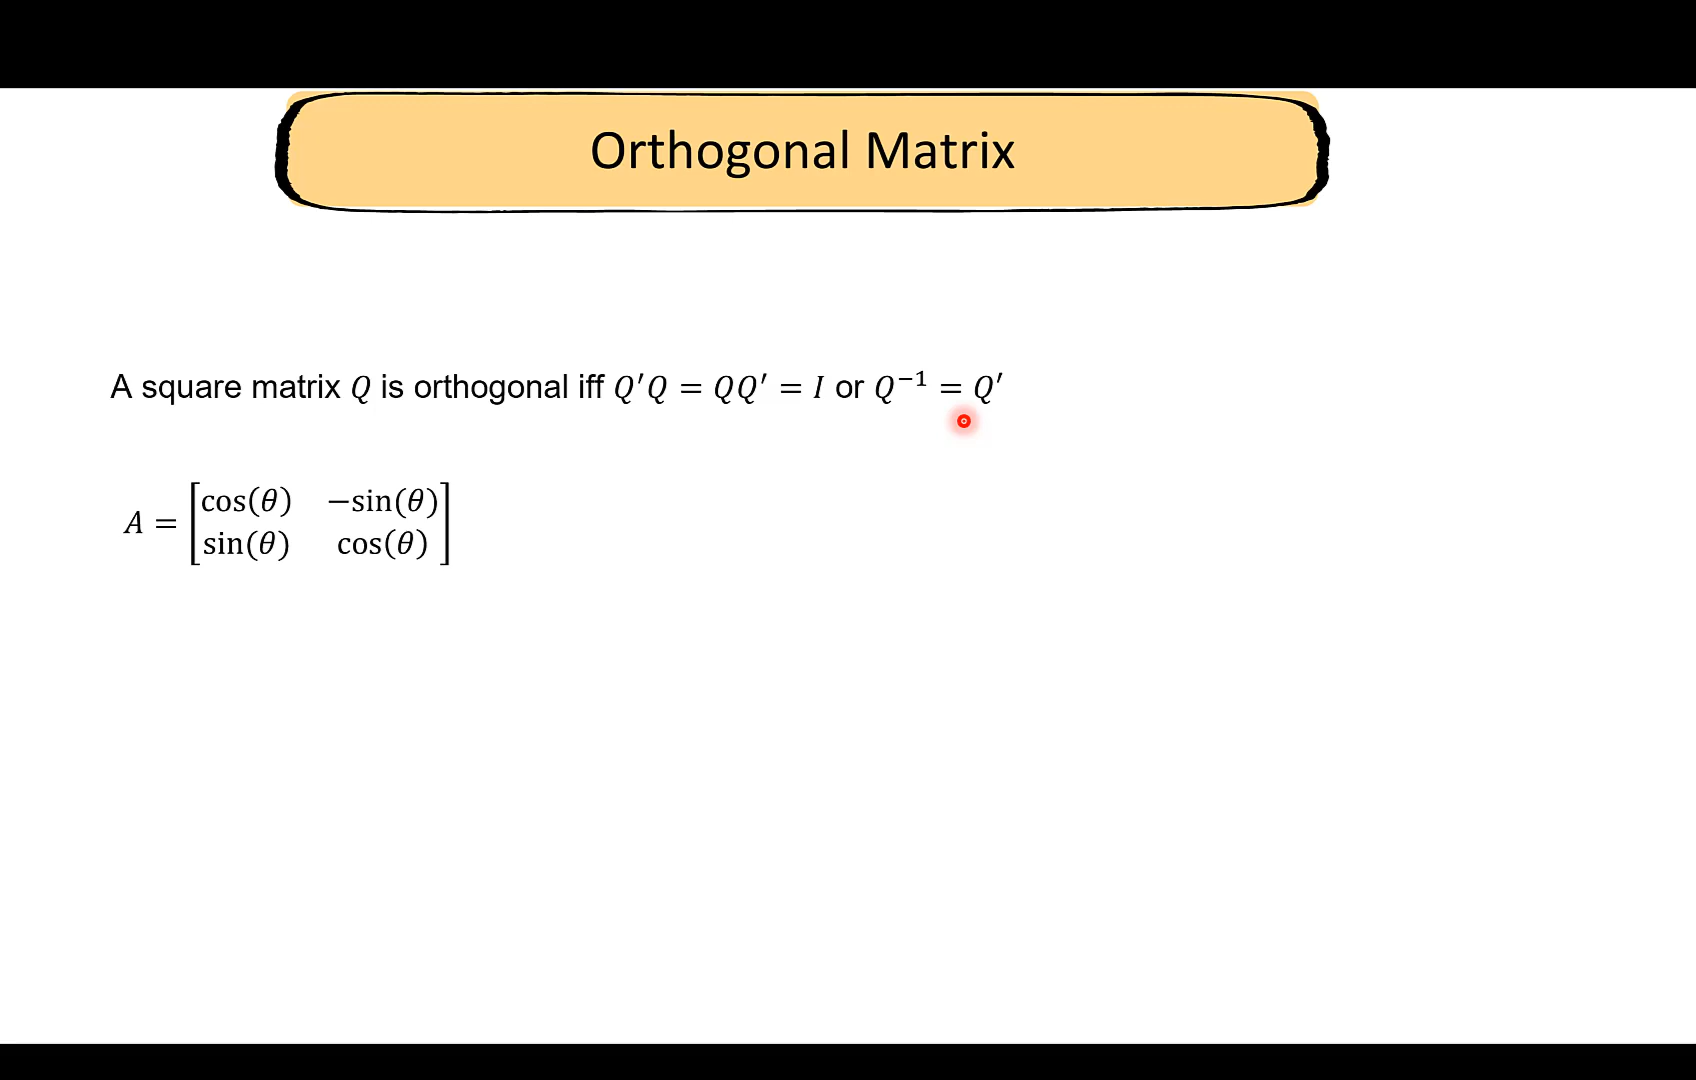 Orthogonal Matrix
A square matrix Q is orthogonal iff Q′Q = QQ′ = I or Q⁻¹ = Q′
A = [cos(θ) −sin(θ)
sin(θ) cos(θ)]